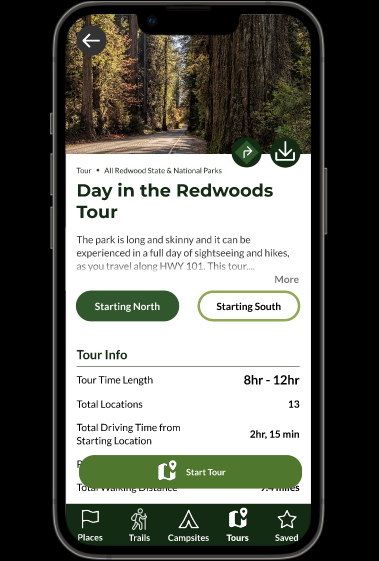 Tour • All Redwood State & National Parks
Day in the Redwoods
Tour
The park is long and skinny and it can be
experienced in a full day of sightseeing and hikes,
as you travel along HWY 101. This tour....
More
Starting North Starting South
Tour Info
Tour Time Length 8hr - 12hr
Total Locations 13
Total Driving Time from
Starting Location 2hr, 15 min
Start Tour
Total Walking Distance 9.4 miles
Places Trails Campsites Tours Saved